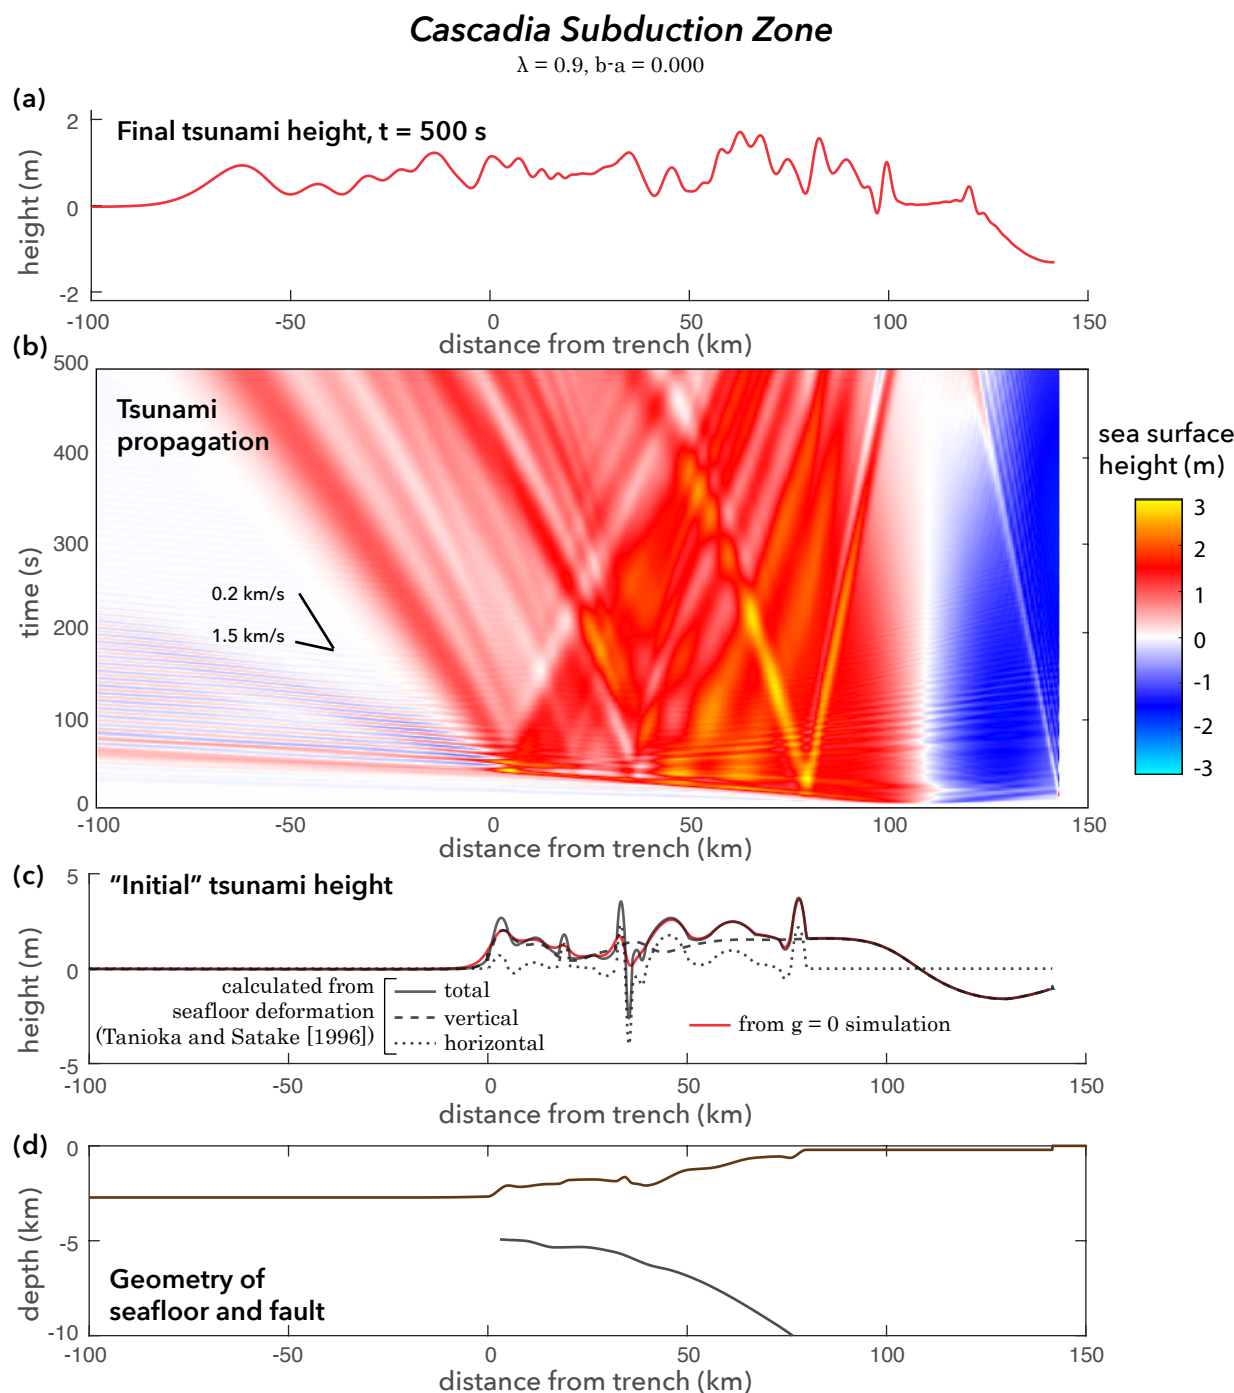 Cascadia Subduction Zone
λ = 0.9, b-a = 0.000
(a)
Final tsunami height, t = 500 s
height (m)
2
0
-2
-100 -50 0 50 100 150
distance from trench (km)
(b)
Tsunami
propagation
time (s)
500
400
300
200
100
0
0.2 km/s
1.5 km/s
-100 -50 0 50 100 150
distance from trench (km)
sea surface
height (m)
3
2
1
0
-1
-2
-3
(c)
"Initial" tsunami height
height (m)
5
0
-5
calculated from
seafloor deformation
(Tanioka and Satake [1996])
total
vertical
horizontal
from g = 0 simulation
-100 -50 0 50 100 150
distance from trench (km)
(d)
depth (km)
0
-5
-10
Geometry of
seafloor and fault
-100 -50 0 50 100 150
distance from trench (km)